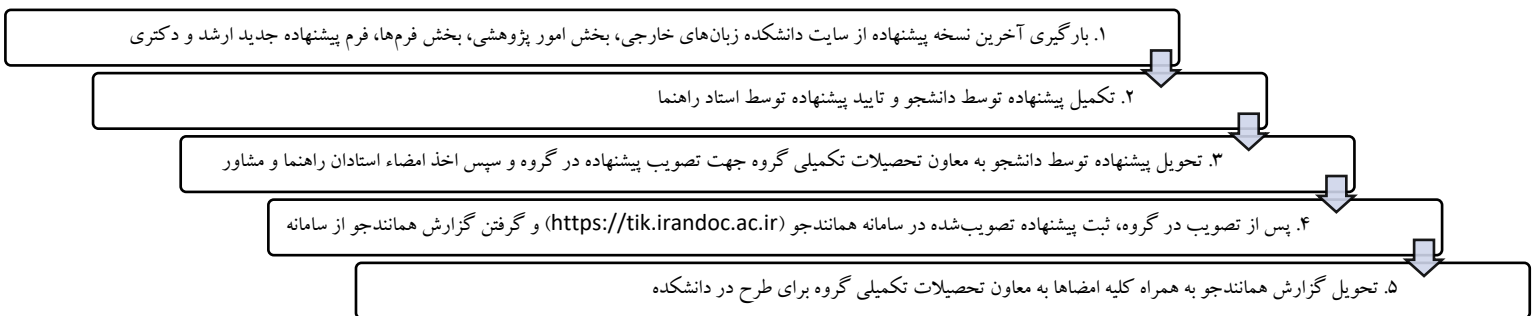 ۱. بارگیری آخرین نسخه پیشنهاده از سایت دانشکده زبان‌های خارجی، بخش امور پژوهشی، بخش فرم‌ها، فرم پیشنهاده جدید ارشد و دکتری
۲. تکمیل پیشنهاده توسط دانشجو و تایید پیشنهاده توسط استاد راهنما
۳. تحویل پیشنهاده توسط دانشجو به معاون تحصیلات تکمیلی گروه جهت تصویب پیشنهاده در گروه و سپس اخذ امضاء استادان راهنما و مشاور
۴. پس از تصویب در گروه، ثبت پیشنهاده تصویب‌شده در سامانه همانندجو (https://tik.irandoc.ac.ir) و گرفتن گزارش همانندجو از سامانه
۵. تحویل گزارش همانندجو به همراه کلیه امضاها به معاون تحصیلات تکمیلی گروه برای طرح در دانشکده